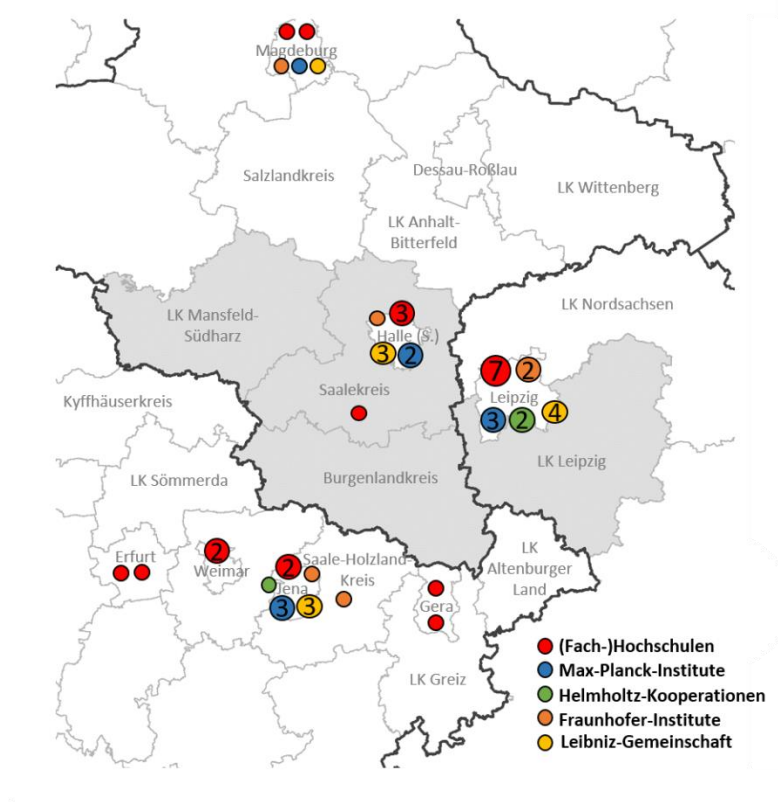 Magdeburg
Salzlandkreis
Dessau-Roßlau
LK Wittenberg
LK Anhalt-
Bitterfeld
LK Mansfeld-
Südharz
3
Halle (S.)
3
2
LK Nordsachsen
7
2
Leipzig
3
2
4
Saalekreis
Kyffhäuserkreis
LK Sömmerda
Burgenlandkreis
LK Leipzig
Erfurt
2
Weimar
2
Jena
3
3
Saale-Holzland-
Kreis
Gera
LK
Altenburger
Land
LK Greiz
(Fach-)Hochschulen
Max-Planck-Institute
Helmholtz-Kooperationen
Fraunhofer-Institute
Leibniz-Gemeinschaft